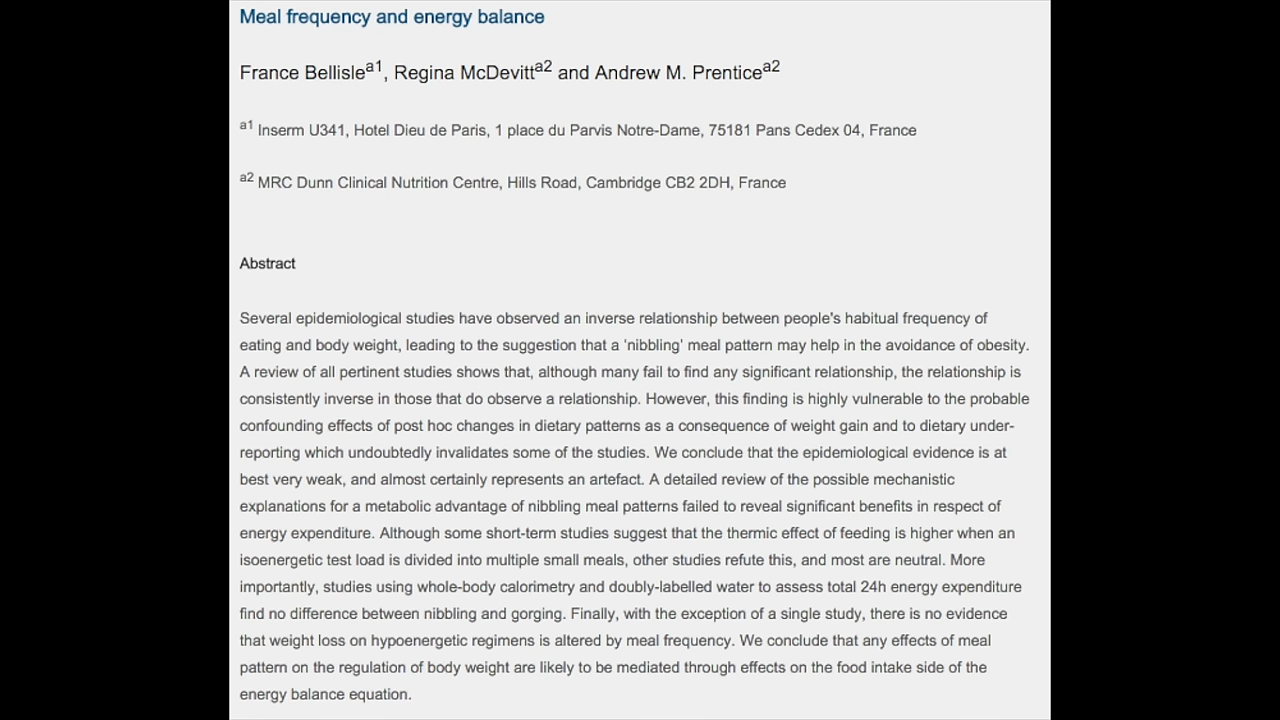 Meal frequency and energy balance
France Bellislea1, Regina McDevitta2 and Andrew M. Prenticea2
a1 Inserm U341, Hotel Dieu de Paris, 1 place du Parvis Notre-Dame, 75181 Pans Cedex 04, France
a2 MRC Dunn Clinical Nutrition Centre, Hills Road, Cambridge CB2 2DH, France
Abstract
Several epidemiological studies have observed an inverse relationship between people's habitual frequency of
eating and body weight, leading to the suggestion that a ‘nibbling’ meal pattern may help in the avoidance of obesity.
A review of all pertinent studies shows that, although many fail to find any significant relationship, the relationship is
consistently inverse in those that do observe a relationship. However, this finding is highly vulnerable to the probable
confounding effects of post hoc changes in dietary patterns as a consequence of weight gain and to dietary under-
reporting which undoubtedly invalidates some of the studies. We conclude that the epidemiological evidence is at
best very weak, and almost certainly represents an artefact. A detailed review of the possible mechanistic
explanations for a metabolic advantage of nibbling meal patterns failed to reveal significant benefits in respect of
energy expenditure. Although some short-term studies suggest that the thermic effect of feeding is higher when an
isoenergetic test load is divided into multiple small meals, other studies refute this, and most are neutral. More
importantly, studies using whole-body calorimetry and doubly-labelled water to assess total 24h energy expenditure
find no difference between nibbling and gorging. Finally, with the exception of a single study, there is no evidence
that weight loss on hypoenergetic regimens is altered by meal frequency. We conclude that any effects of meal
pattern on the regulation of body weight are likely to be mediated through effects on the food intake side of the
energy balance equation.